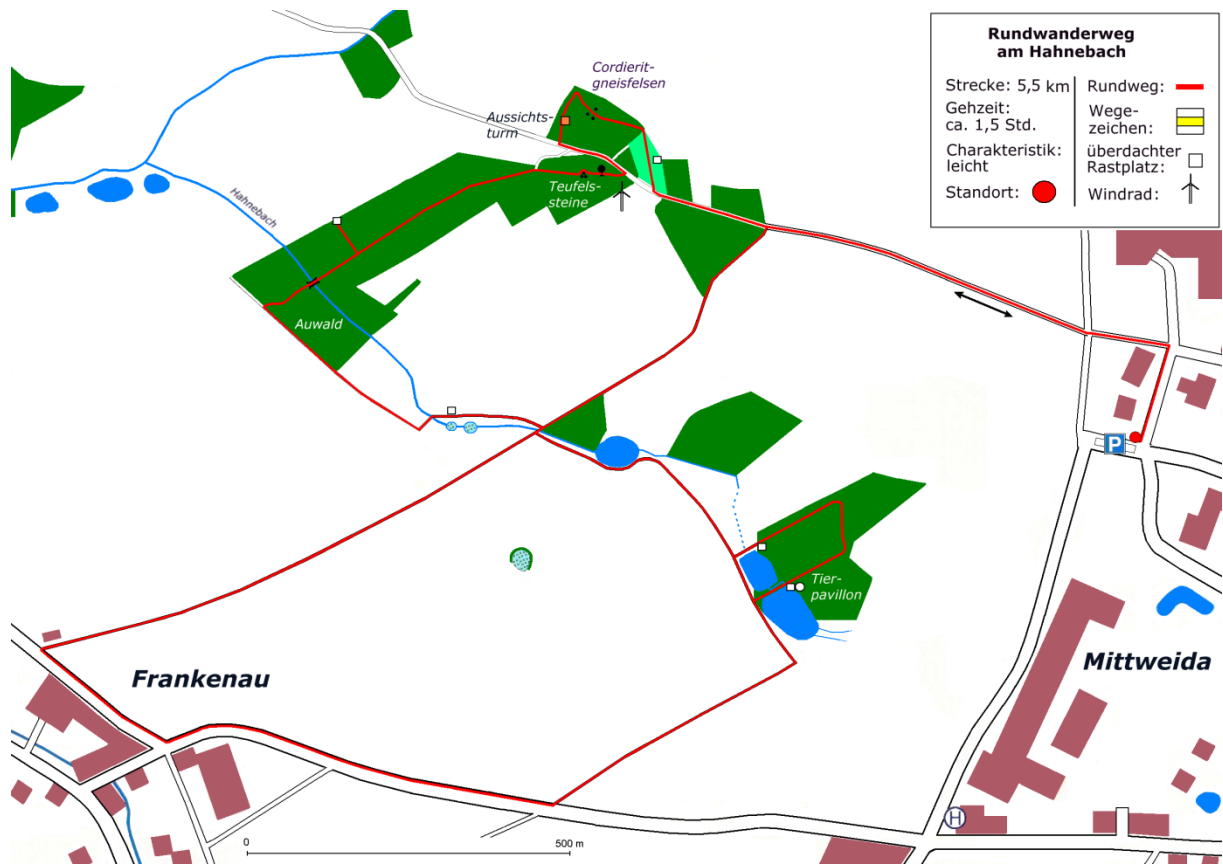 Rundwanderweg
am Hahnebach
Strecke: 5,5 km
Gehzeit:
ca. 1,5 Std.
Charakteristik:
leicht
Standort:
Rundweg:
Wege-
zeichen:
überdachter
Rastplatz:
Windrad:
Cordierit-
gneisfelsen
Aussichts-
turm
Teufels-
steine
Hahnebach
Auwald
P
Tier-
pavillon
Frankenau
Mittweida
H
0
500 m